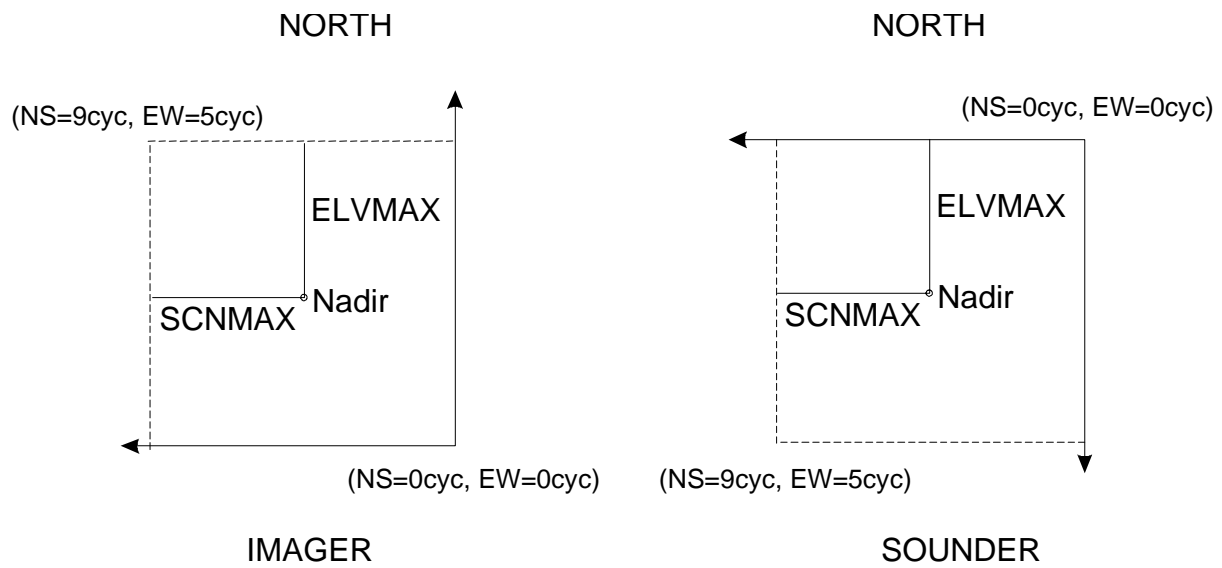 NORTH
(NS=9cyc, EW=5cyc)
ELVMAX
SCNMAX
Nadir
(NS=0cyc, EW=0cyc)
IMAGER
NORTH
(NS=0cyc, EW=0cyc)
ELVMAX
SCNMAX
Nadir
(NS=9cyc, EW=5cyc)
SOUNDER